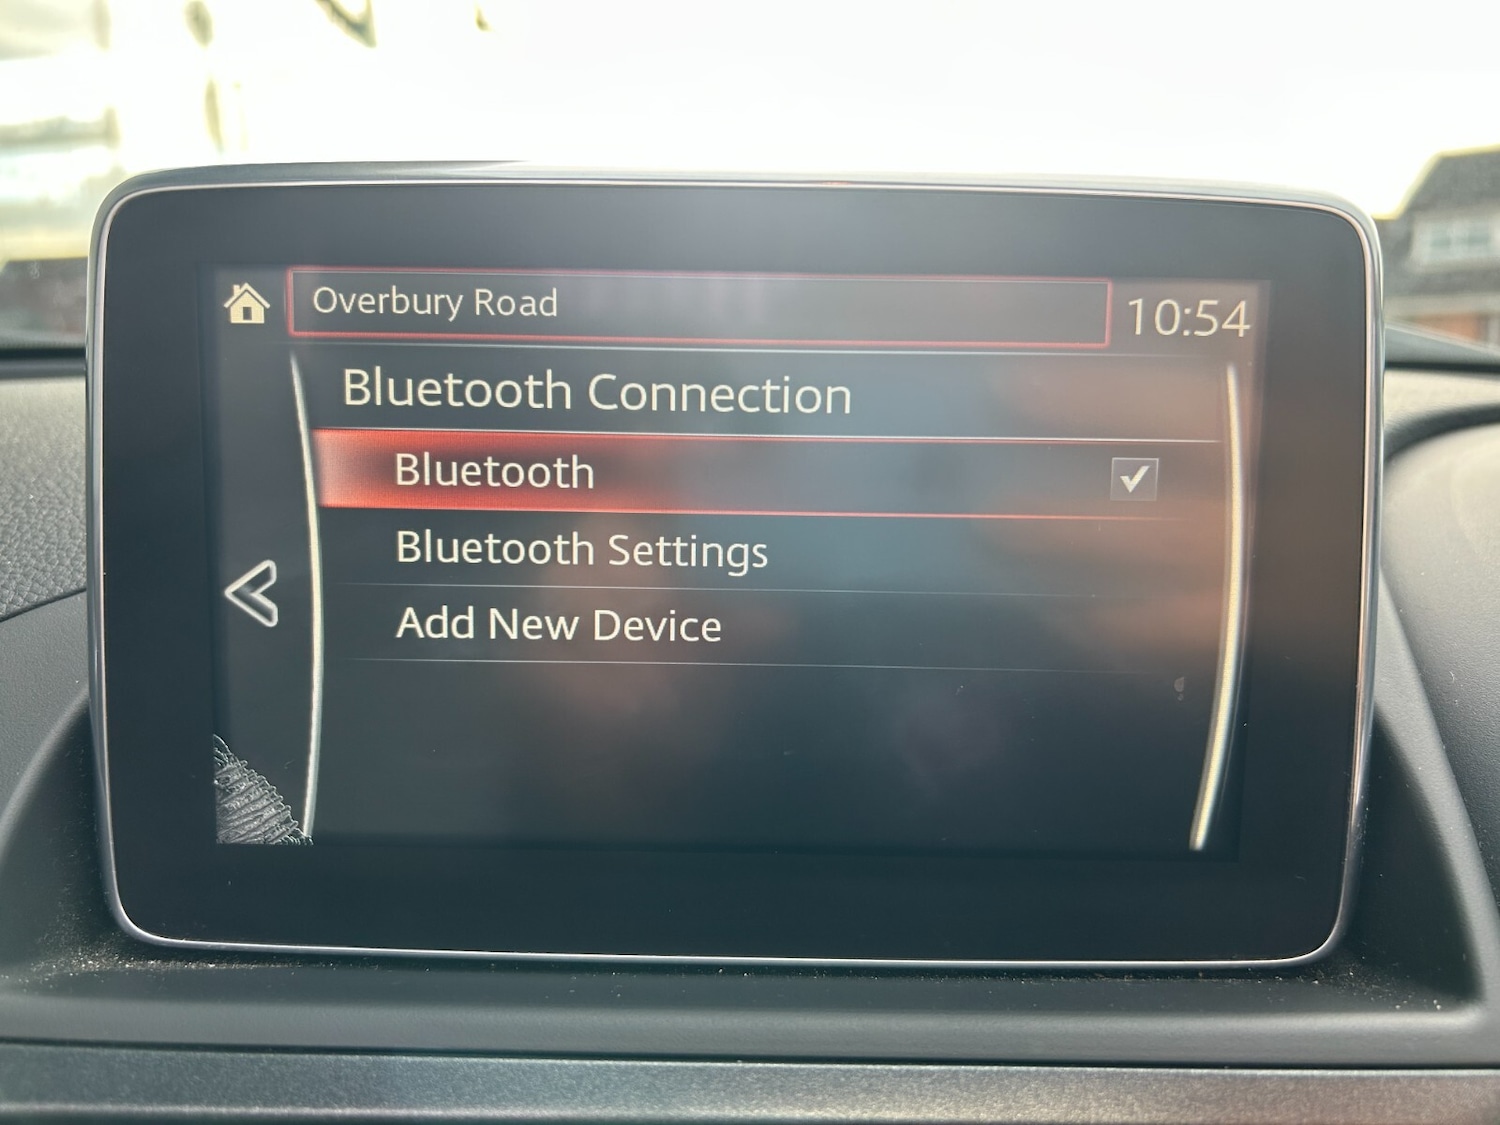 Overbury Road
10:54
Bluetooth Connection
Bluetooth
Bluetooth Settings
Add New Device